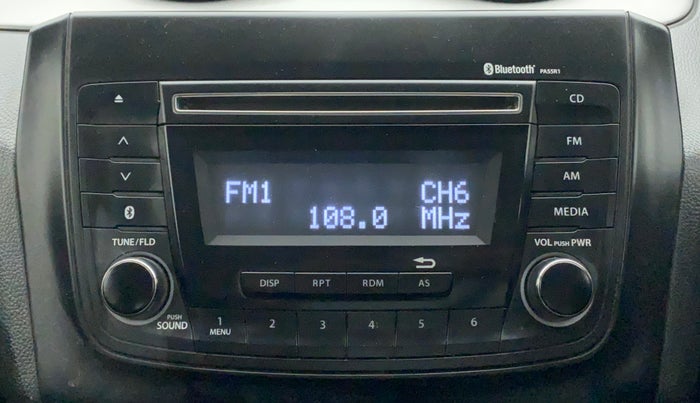 Bluetooth PA55R1
CD
FM
AM
MEDIA
FM1 CH6
108.0 MHz
TUNE/FLD
VOL PUSH PWR
DISP RPT RDM AS
PUSH
SOUND
1 2 3 4 5 6
MENU